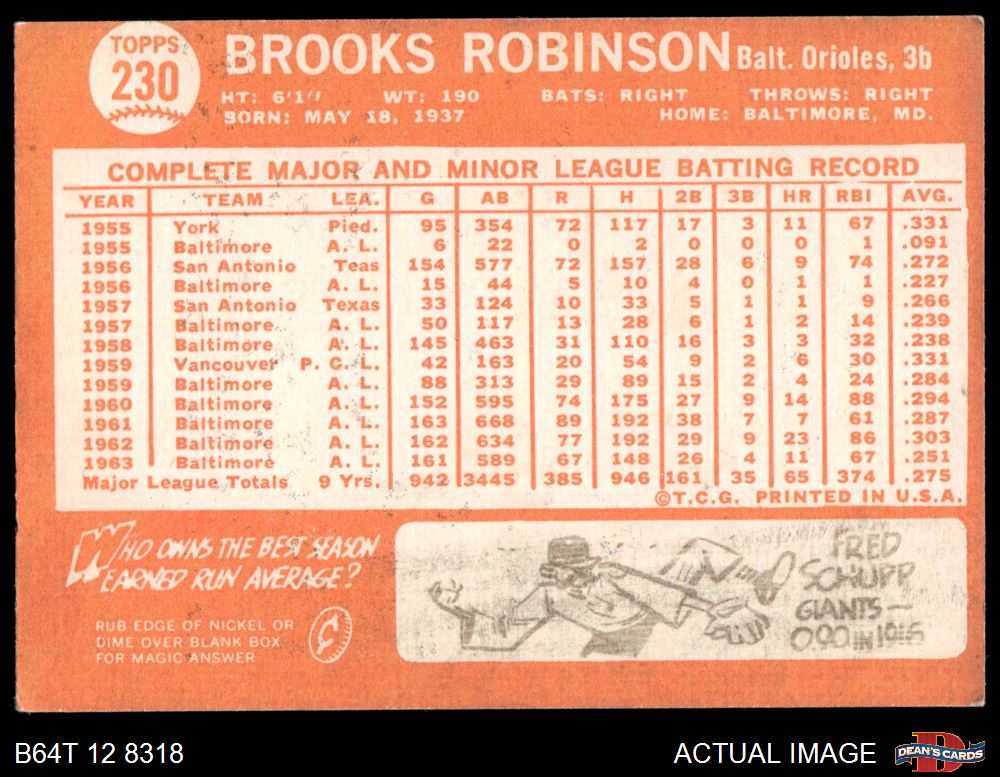 TOPPS
230
BROOKS ROBINSON Balt. Orioles, 3b
HT: 6'1" WT: 190 BATS: RIGHT THROWS: RIGHT
BORN: MAY 18, 1937 HOME: BALTIMORE, MD.
COMPLETE MAJOR AND MINOR LEAGUE BATTING RECORD
YEAR TEAM LEA. G AB R H 2B 3B HR RBI AVG.
1955 York Pied. 95 354 72 117 17 3 11 67 .331
1955 Baltimore A. L. 6 22 0 2 0 0 0 1 .091
1956 San Antonio Teas 154 577 72 157 28 6 9 74 .272
1956 Baltimore A. L. 15 44 5 10 4 0 1 1 .227
1957 San Antonio Texas 33 124 10 33 5 1 1 9 .266
1957 Baltimore A. L. 50 117 13 28 6 1 2 14 .239
1958 Baltimore A. L. 145 463 31 110 16 3 3 32 .238
1959 Vancouver P. C. L. 42 163 20 54 9 2 6 30 .331
1959 Baltimore A. L. 88 313 29 89 15 2 4 24 .284
1960 Baltimore A. L. 152 595 74 175 27 9 14 88 .294
1961 Baltimore A. L. 163 668 89 192 38 7 7 61 .287
1962 Baltimore A. L. 162 634 77 192 29 9 23 86 .303
1963 Baltimore A. L. 161 589 67 148 26 4 11 67 .251
Major League Totals 9 Yrs. 942 3445 385 946 161 35 65 374 .275
©T.C.G. PRINTED IN U.S.A.
WHO OWNS THE BEST SEASON
EARNED RUN AVERAGE?
RUB EDGE OF NICKEL OR
DIME OVER BLANK BOX
FOR MAGIC ANSWER
FRED
SCHUPP
GIANTS—
0.90 IN 1916
B64T 12 8318
ACTUAL IMAGE
DEAN'S CARDS